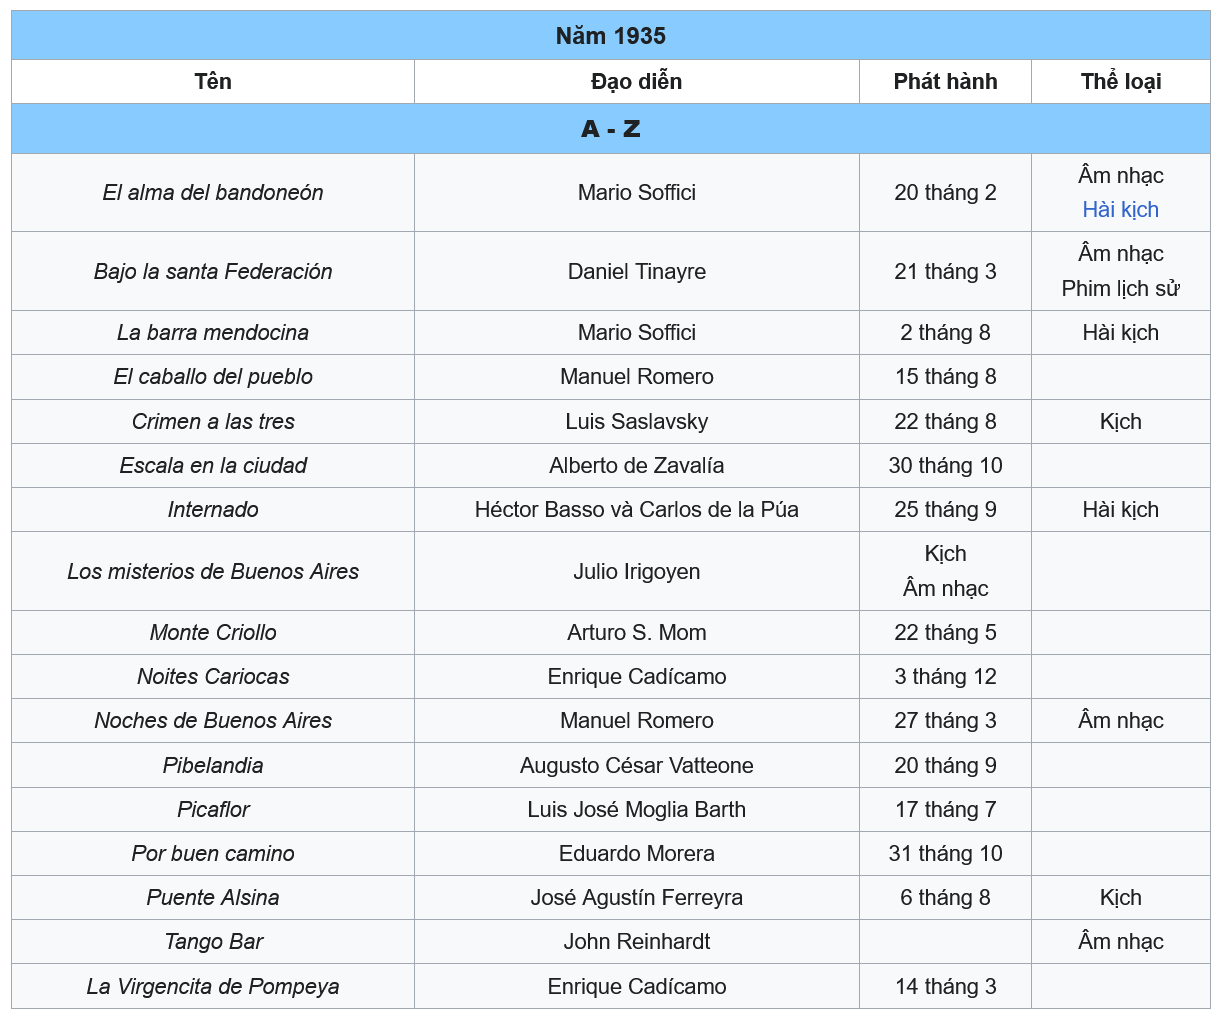 Năm 1935
Tên Đạo diễn Phát hành Thể loại
A - Z
El alma del bandoneón Mario Soffici 20 tháng 2 Âm nhạc
Hài kịch
Bajo la santa Federación Daniel Tinayre 21 tháng 3 Âm nhạc
Phim lịch sử
La barra mendocina Mario Soffici 2 tháng 8 Hài kịch
El caballo del pueblo Manuel Romero 15 tháng 8
Crimen a las tres Luis Saslavsky 22 tháng 8 Kịch
Escala en la ciudad Alberto de Zavalía 30 tháng 10
Internado Héctor Basso và Carlos de la Púa 25 tháng 9 Hài kịch
Los misterios de Buenos Aires Julio Irigoyen Kịch
Âm nhạc
Monte Criollo Arturo S. Mom 22 tháng 5
Noites Cariocas Enrique Cadícamo 3 tháng 12
Noches de Buenos Aires Manuel Romero 27 tháng 3 Âm nhạc
Pibelandia Augusto César Vatteone 20 tháng 9
Picaflor Luis José Moglia Barth 17 tháng 7
Por buen camino Eduardo Morera 31 tháng 10
Puente Alsina José Agustín Ferreyra 6 tháng 8 Kịch
Tango Bar John Reinhardt Âm nhạc
La Virgencita de Pompeya Enrique Cadícamo 14 tháng 3